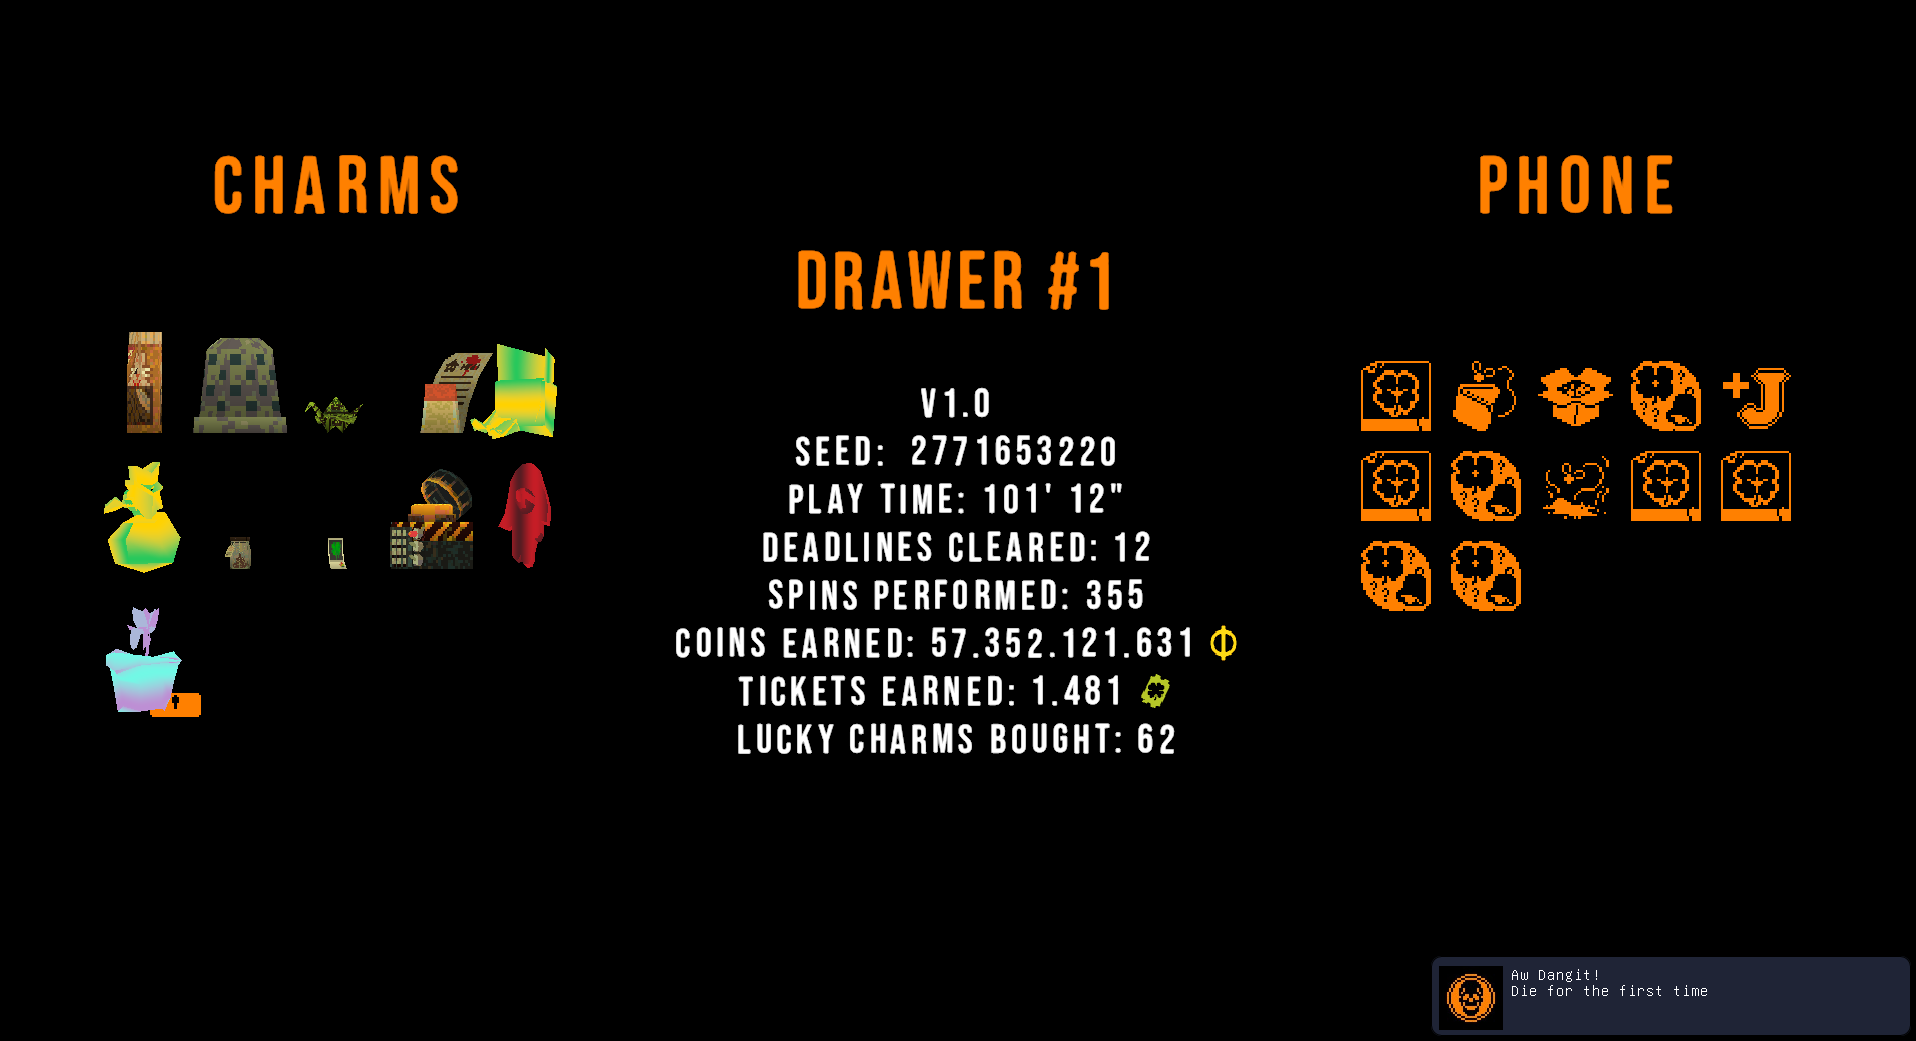 CHARMS
PHONE
DRAWER #1
V1.0
SEED: 2771653220
PLAY TIME: 101' 12"
DEADLINES CLEARED: 12
SPINS PERFORMED: 355
COINS EARNED: 57.352.121.631
TICKETS EARNED: 1.481
LUCKY CHARMS BOUGHT: 62
+J
Aw Dangit!
Die for the first time